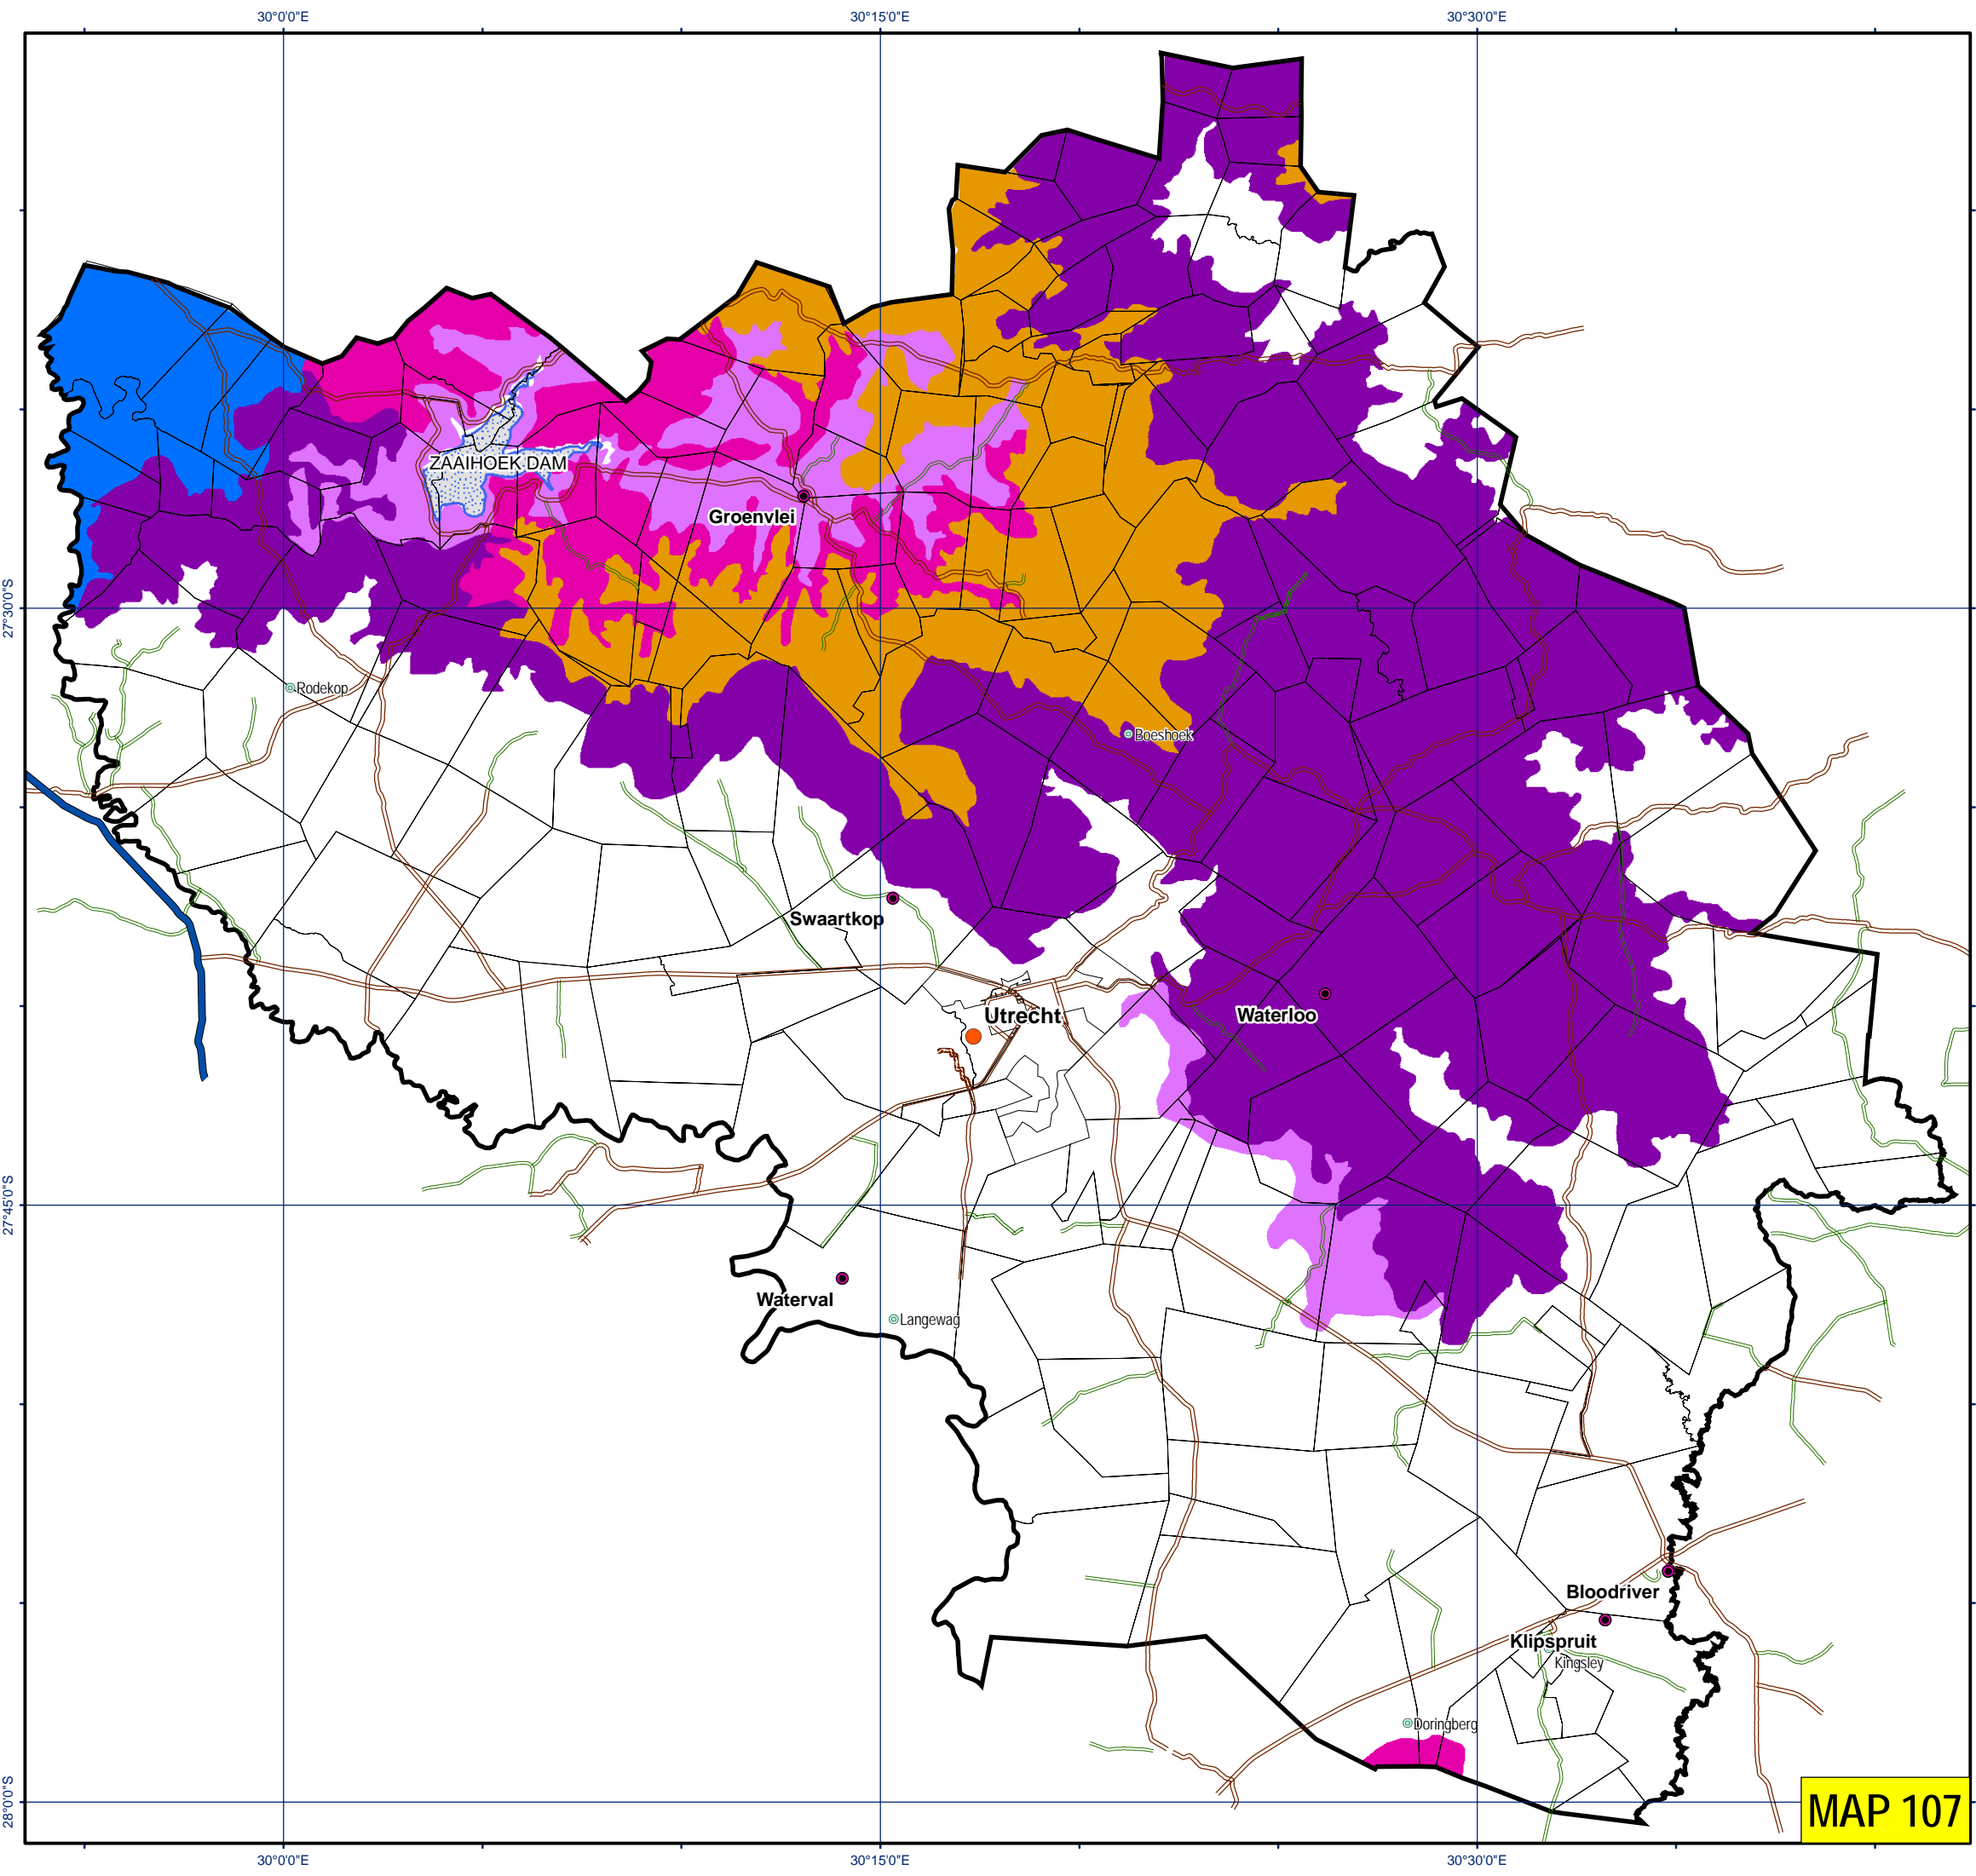 30°0'0"E
30°15'0"E
30°30'0"E
ZAAIHOEK DAM
Groenvlei
27°30'0"S
Rodekop
Boeshoek
Swaartkop
Utrecht
Waterloo
27°45'0"S
Waterval
Langewag
Bloodriver
Klipspruit
Kingsley
Doringberg
28°0'0"S
MAP 107
30°0'0"E
30°15'0"E
30°30'0"E